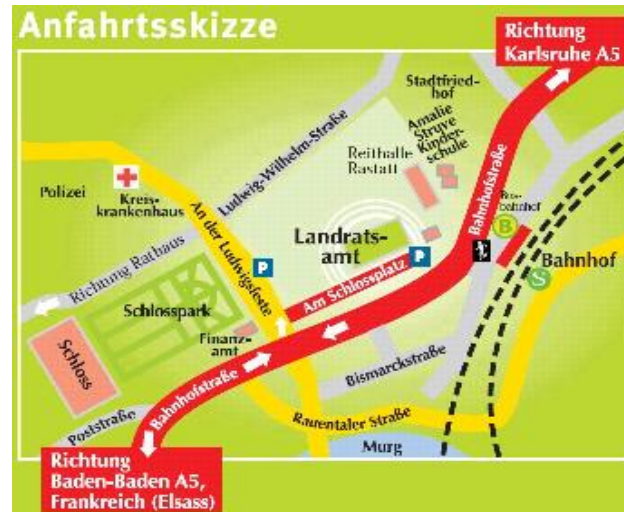 Anfahrtsskizze
Richtung
Karlsruhe A5
Stadtfried-
hof
Amalie
Struve
Kinder-
schule
Ludwig-Wilhelm-Straße
Reithalle
Rastatt
Bahnhofstraße
Bus-
bahnhof
B
Polizei
Kreis-
krankenhaus
An der Ludwigsfeste
P
Landrats-
amt
P
Am Schlossplatz
Bahnhof
S
Richtung Rathaus
Schlosspark
Finanz-
amt
Schloss
Bismarckstraße
Bahnhofstraße
Rauentaler Straße
Poststraße
Murg
Richtung
Baden-Baden A5,
Frankreich (Elsass)